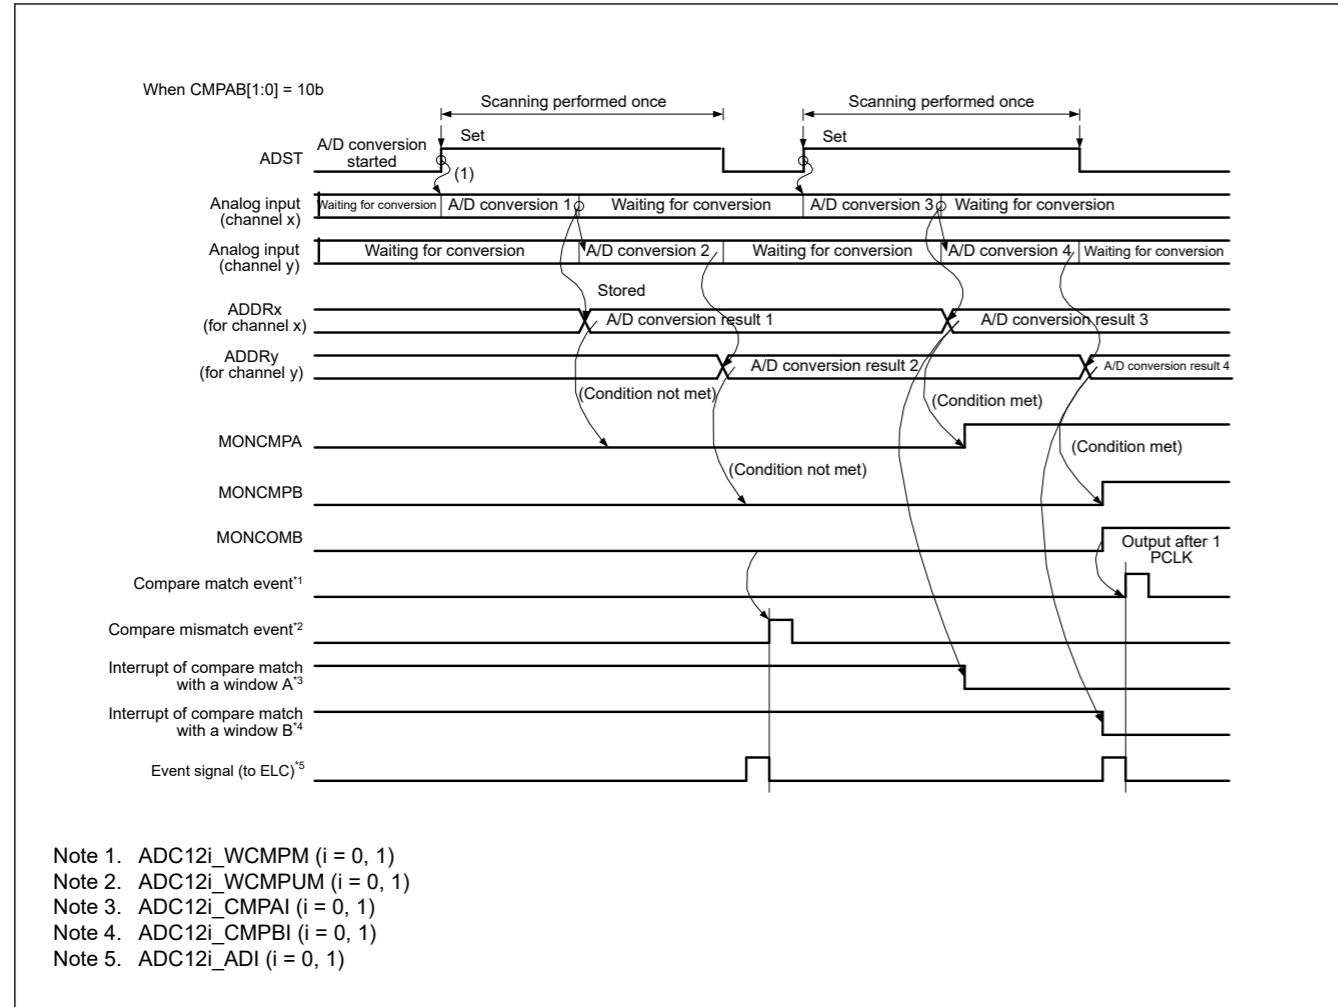 When CMPAB[1:0] = 10b
Scanning performed once
Scanning performed once
ADST
A/D conversion
started
Set
Set
(1)
Analog input
(channel x)
Waiting for conversion
A/D conversion 1
Waiting for conversion
A/D conversion 3
Waiting for conversion
Analog input
(channel y)
Waiting for conversion
A/D conversion 2
Waiting for conversion
A/D conversion 4
Waiting for conversion
Stored
ADDRx
(for channel x)
A/D conversion result 1
A/D conversion result 3
ADDRy
(for channel y)
A/D conversion result 2
A/D conversion result 4
(Condition not met)
(Condition met)
MONCMPA
(Condition met)
(Condition not met)
MONCMPB
MONCOMB
Output after 1
PCLK
Compare match event*1
Compare mismatch event*2
Interrupt of compare match
with a window A*3
Interrupt of compare match
with a window B*4
Event signal (to ELC)*5
Note 1. ADC12i_WCMPM (i = 0, 1)
Note 2. ADC12i_WCMPUM (i = 0, 1)
Note 3. ADC12i_CMPAI (i = 0, 1)
Note 4. ADC12i_CMPBI (i = 0, 1)
Note 5. ADC12i_ADI (i = 0, 1)